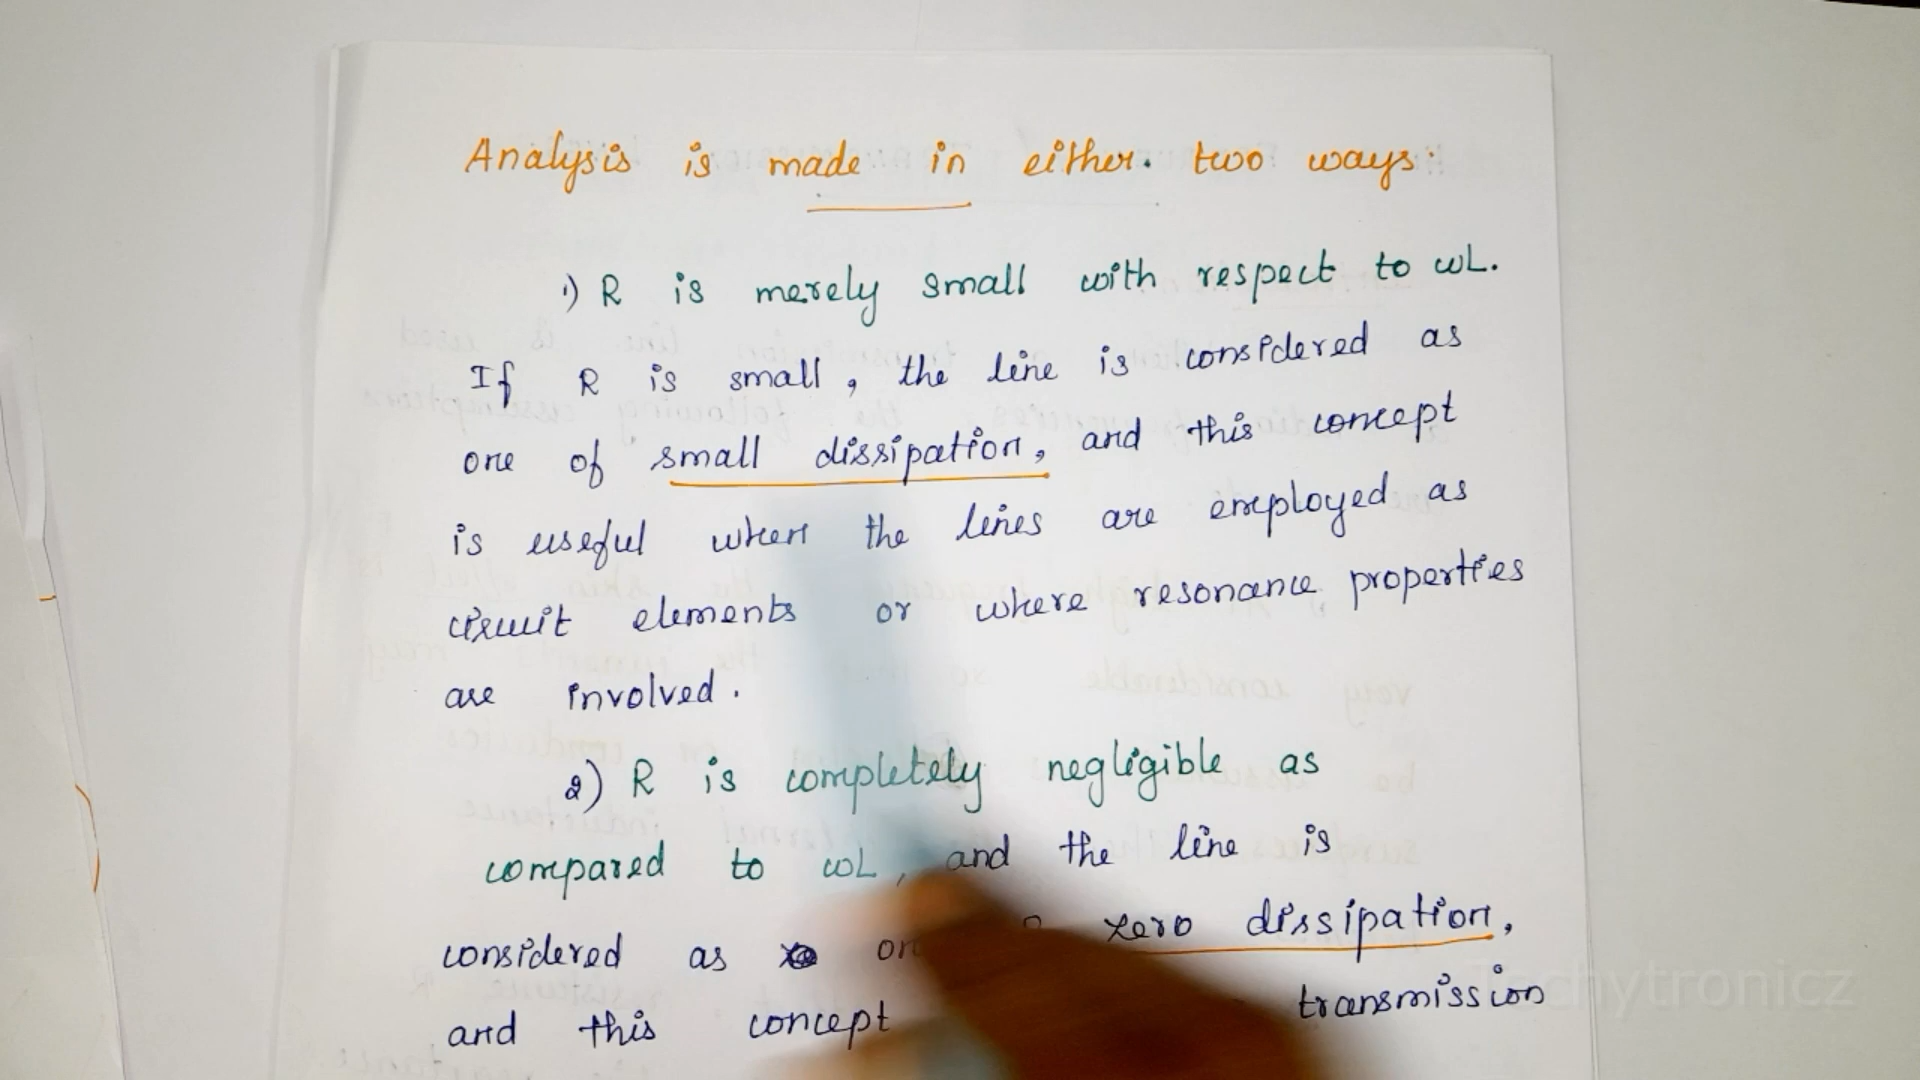 Analysis is made in either two ways:
1) R is merely small with respect to ωL.
If R is small, the line is considered as
one of small dissipation, and this concept
is useful when the lines are employed as
circuit elements or where resonance properties
are involved.
2) R is completely negligible as
compared to ωL, and the line is
considered as zero dissipation,
and this concept transmission
Techytronicz